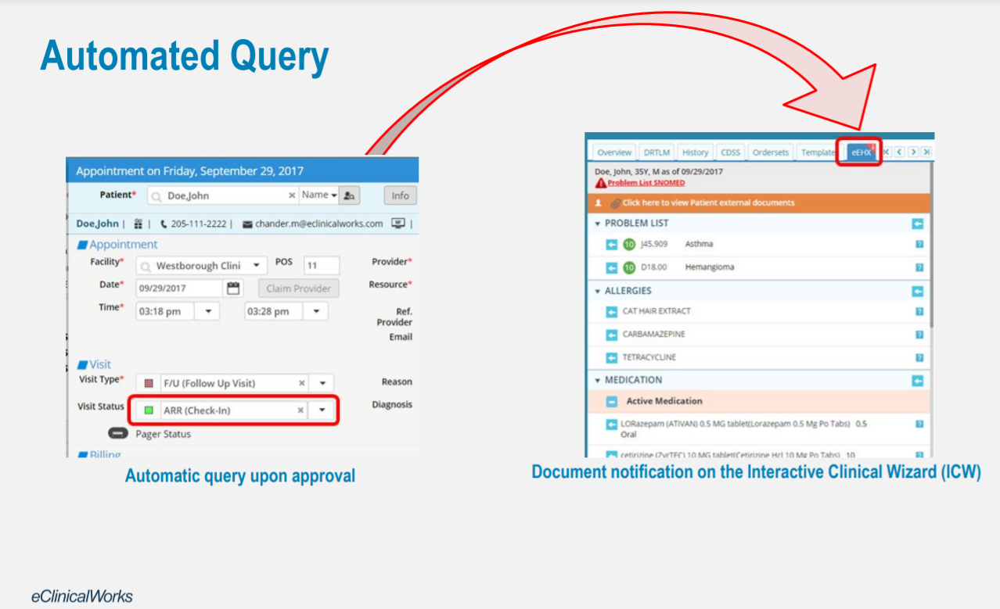 Automated Query
Appointment on Friday, September 29, 2017
Patient* Doe,John × Name Info
Doe,John | | 205-111-2222 | chander.m@eclinicalworks.com |
Appointment
Facility* Westborough Clini POS 11 Provider*
Date* 09/29/2017 Claim Provider Resource*
Time* 03:18 pm 03:28 pm Ref.
Provider
Email
Visit
Visit Type* F/U (Follow Up Visit) × Reason
Visit Status ARR (Check-In) × Diagnosis
Pager Status
Billing
Automatic query upon approval
Overview DRTLM History CDSS Ordersets Template eEHX
Doe, John, 35Y, M as of 09/29/2017
Problem List SNOMED
Click here to view Patient external documents
PROBLEM LIST
10 J45.909 Asthma
10 D18.00 Hemangioma
ALLERGIES
CAT HAIR EXTRACT
CARBAMAZEPINE
TETRACYCLINE
MEDICATION
Active Medication
LORazepam (ATIVAN) 0.5 MG tablet(Lorazepam 0.5 Mg Po Tabs) 0.5
Oral
cetirizine (ZyrTEC) 10 MG tablet(Cetirizine Hcl 10 Mg Po Tabs) 10
Document notification on the Interactive Clinical Wizard (ICW)
eClinicalWorks